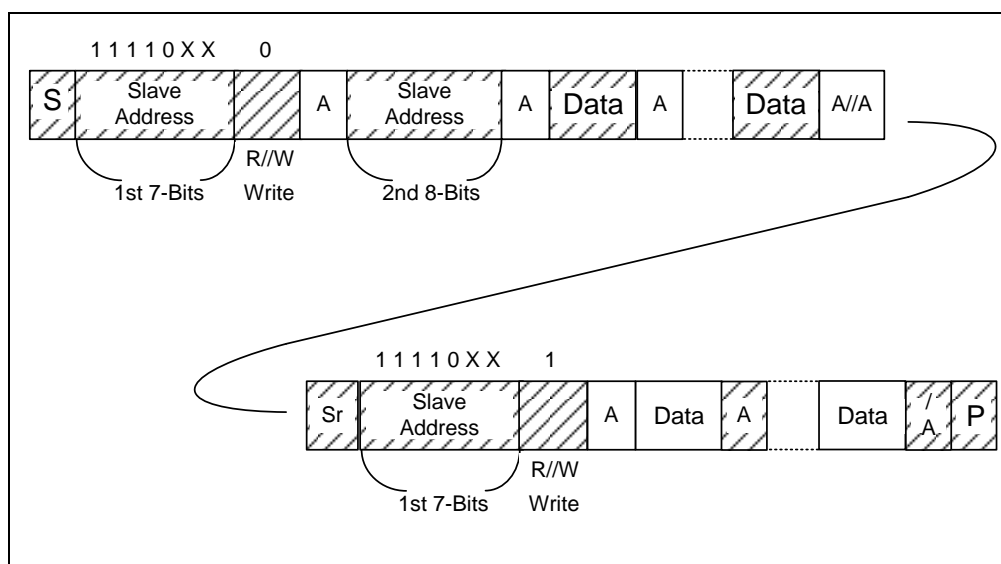 1 1 1 1 0 X X 0
S Slave Address A Slave Address A Data A Data A//A
R//W
1st 7-Bits Write 2nd 8-Bits
1 1 1 1 0 X X 1
Sr Slave Address A Data A Data /A P
R//W
1st 7-Bits Write